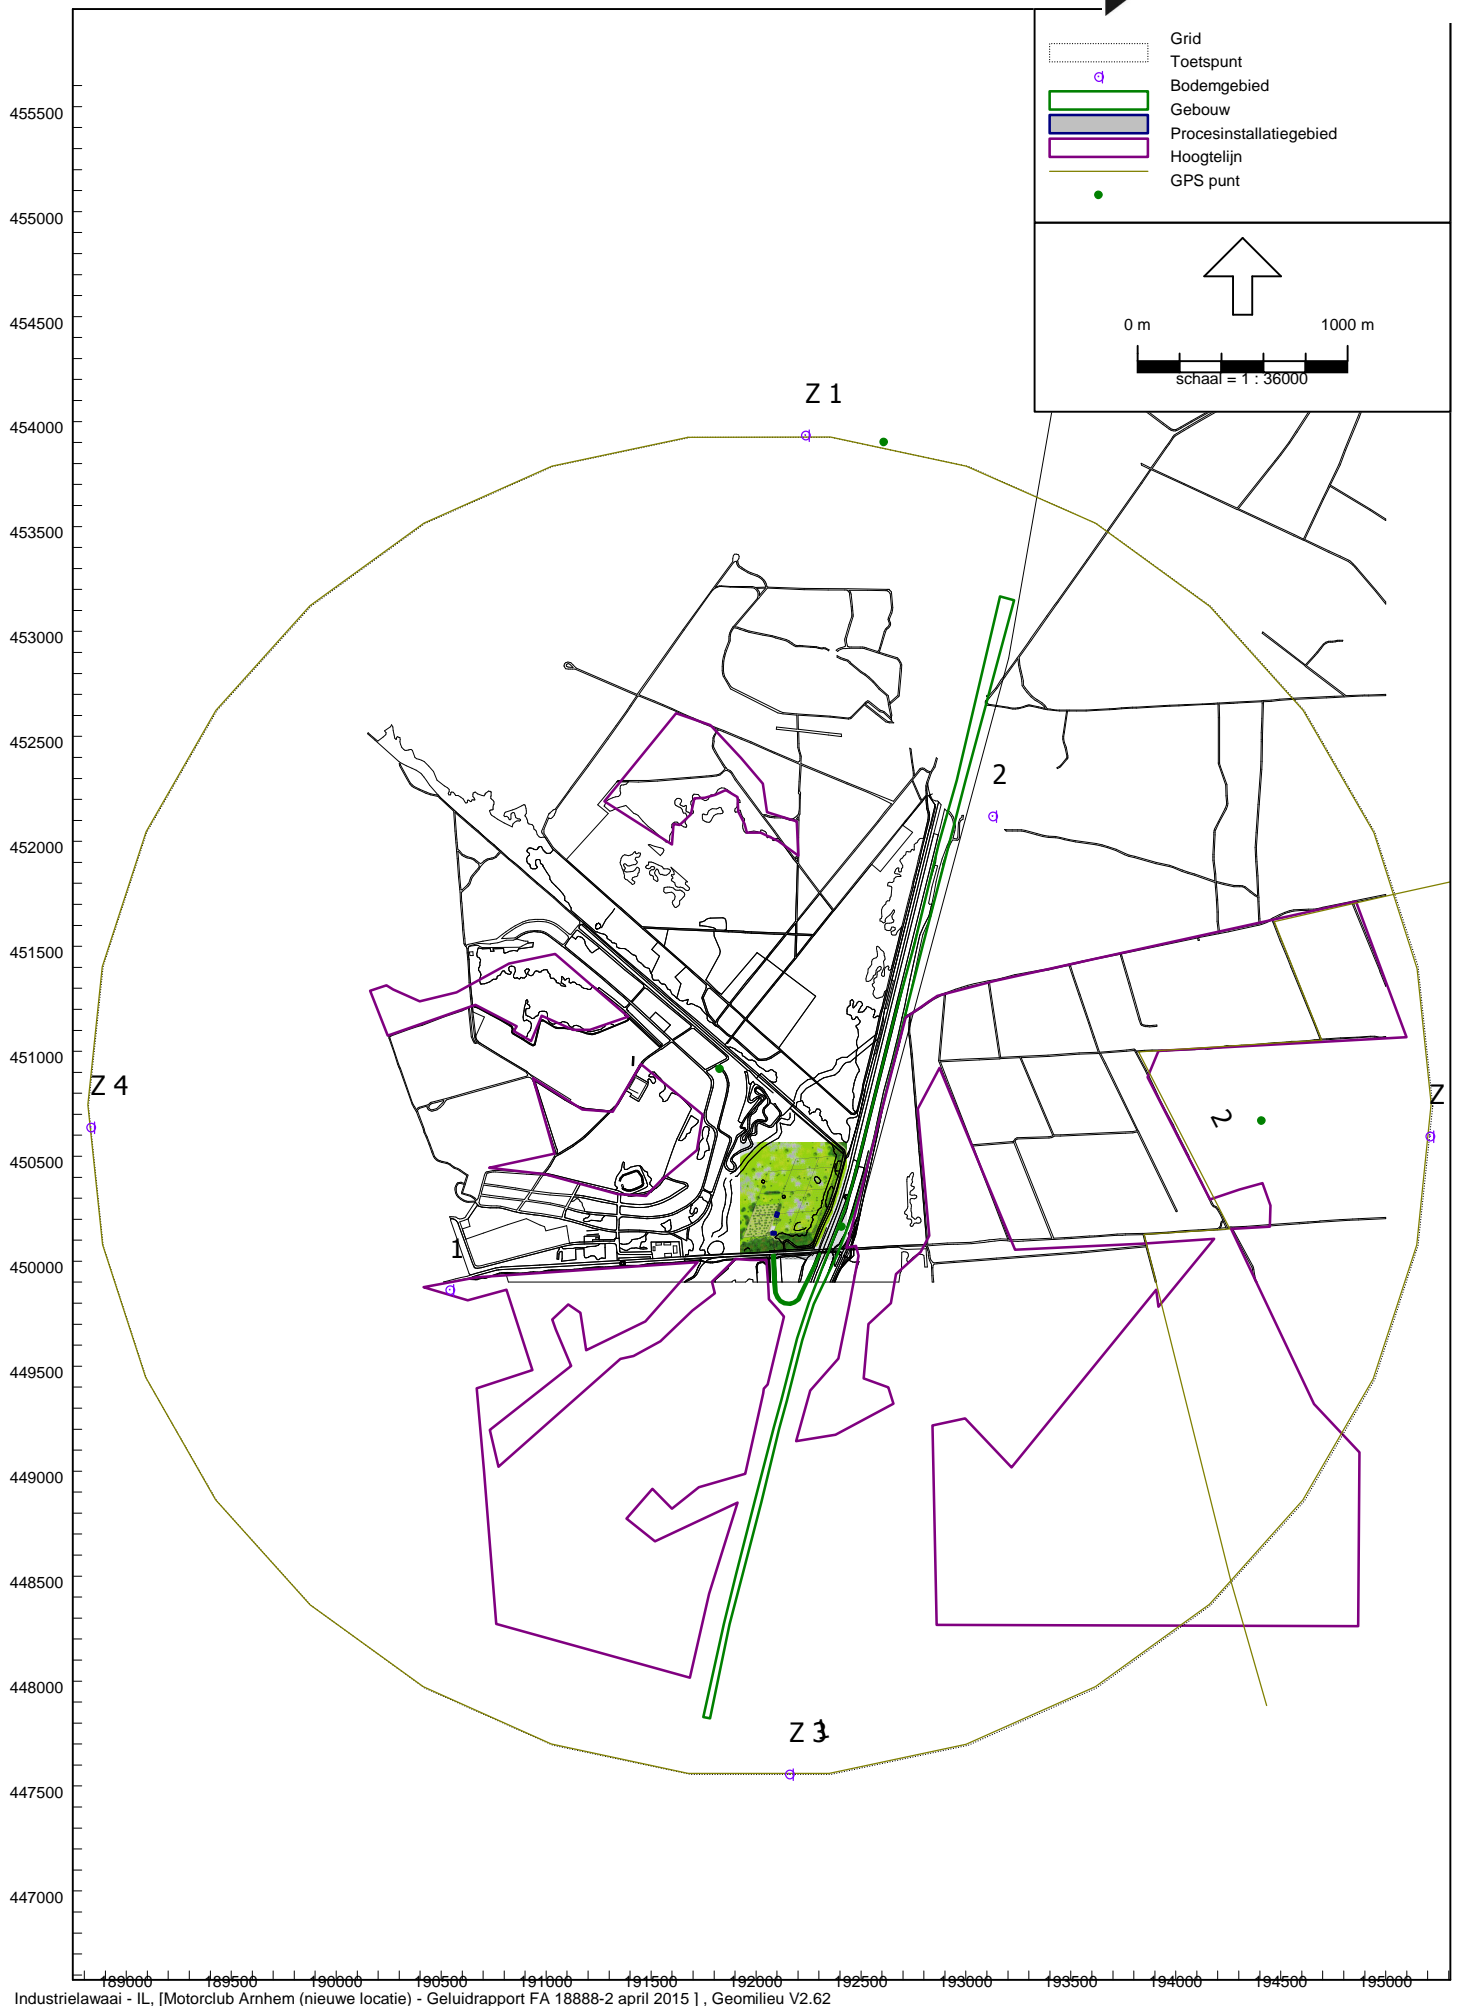 Grid
Toetspunt
Bodemgebied
Gebouw
Procesinstallatiegebied
Hoogtelijn
GPS punt
0 m 1000 m
schaal = 1 : 36000
455500
455000
454500
454000
453500
453000
452500
452000
451500
451000
450500
450000
449500
449000
448500
448000
447500
447000
Z 1
2
Z 4
Z
2
1
Z 3
189000 189500 190000 190500 191000 191500 192000 192500 193000 193500 194000 194500 195000
Industrielawaai - IL, [Motorclub Arnhem (nieuwe locatie) - Geluidrapport FA 18888-2 april 2015 ] , Geomilieu V2.62